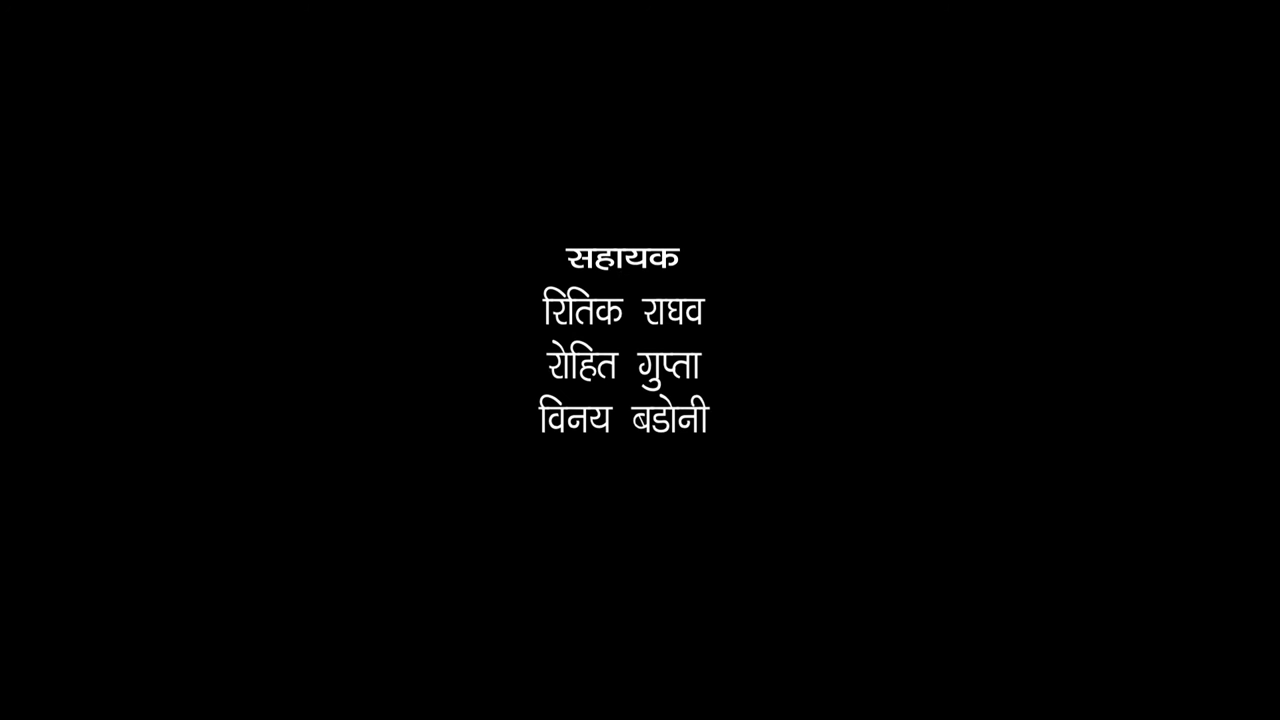 सहायक
रितिक राघव
रोहित गुप्ता
विनय बडोनी